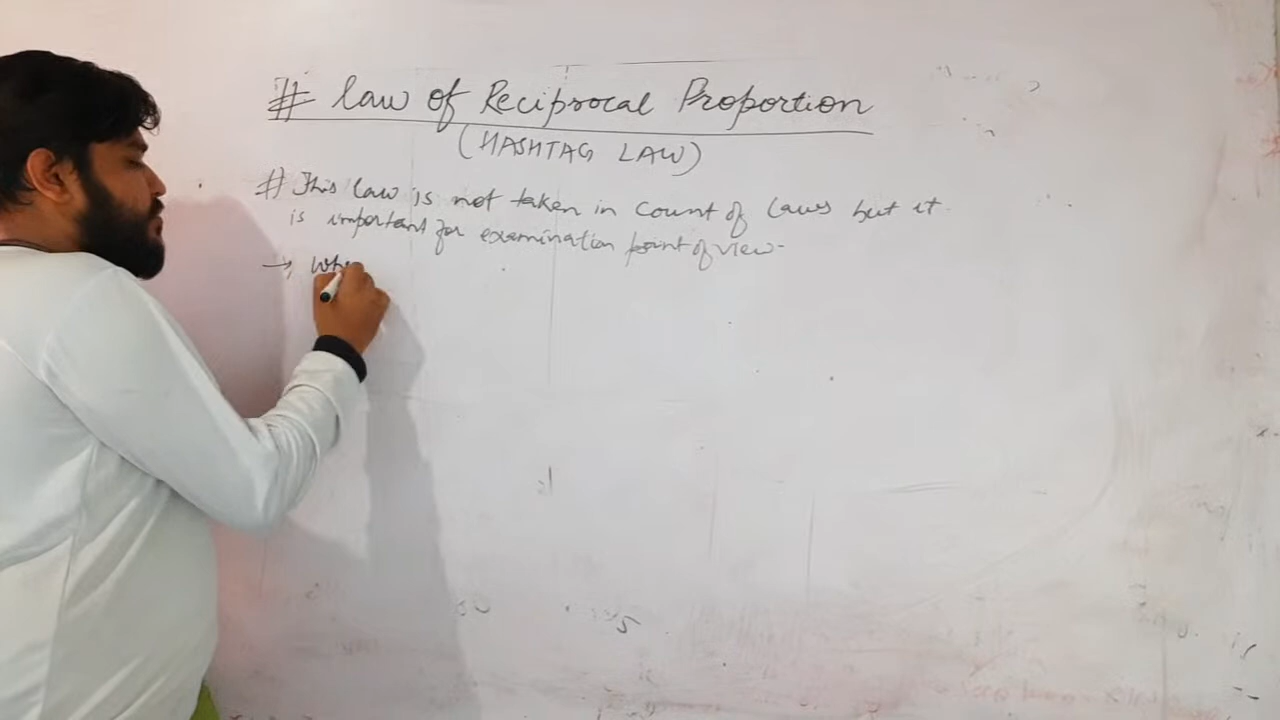 # Law of Reciprocal Proportion
(HASHTAG LAW)
# This law is not taken in count of laws but it
is important for examination point of view-
→ Whe